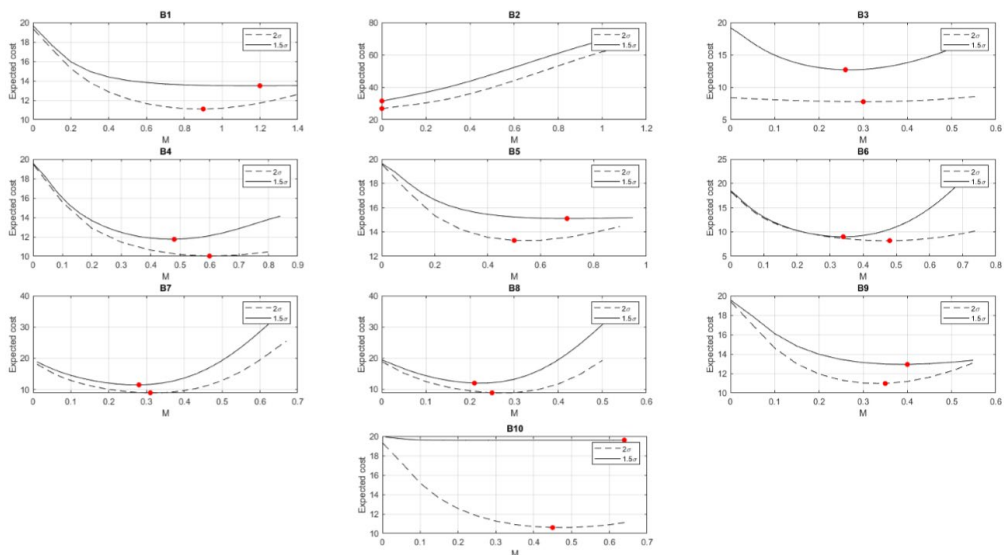 B1
Expected cost
20
18
16
14
12
10
0 0.2 0.4 0.6 0.8 1 1.2 1.4
M
2σ
1.5σ
B2
Expected cost
80
60
40
20
0 0.2 0.4 0.6 0.8 1 1.2
M
2σ
1.5σ
B3
Expected cost
20
15
10
5
0 0.1 0.2 0.3 0.4 0.5 0.6
M
2σ
1.5σ
B4
Expected cost
20
18
16
14
12
10
0 0.1 0.2 0.3 0.4 0.5 0.6 0.7 0.8 0.9
M
2σ
1.5σ
B5
Expected cost
20
18
16
14
12
0 0.2 0.4 0.6 0.8 1
M
2σ
1.5σ
B6
Expected cost
25
20
15
10
5
0 0.1 0.2 0.3 0.4 0.5 0.6 0.7 0.8
M
2σ
1.5σ
B7
Expected cost
40
30
20
10
0 0.1 0.2 0.3 0.4 0.5 0.6 0.7
M
2σ
1.5σ
B8
Expected cost
40
30
20
10
0 0.1 0.2 0.3 0.4 0.5 0.6
M
2σ
1.5σ
B9
Expected cost
20
18
16
14
12
10
0 0.1 0.2 0.3 0.4 0.5 0.6
M
2σ
1.5σ
B10
Expected cost
20
18
16
14
12
10
0 0.1 0.2 0.3 0.4 0.5 0.6 0.7
M
2σ
1.5σ